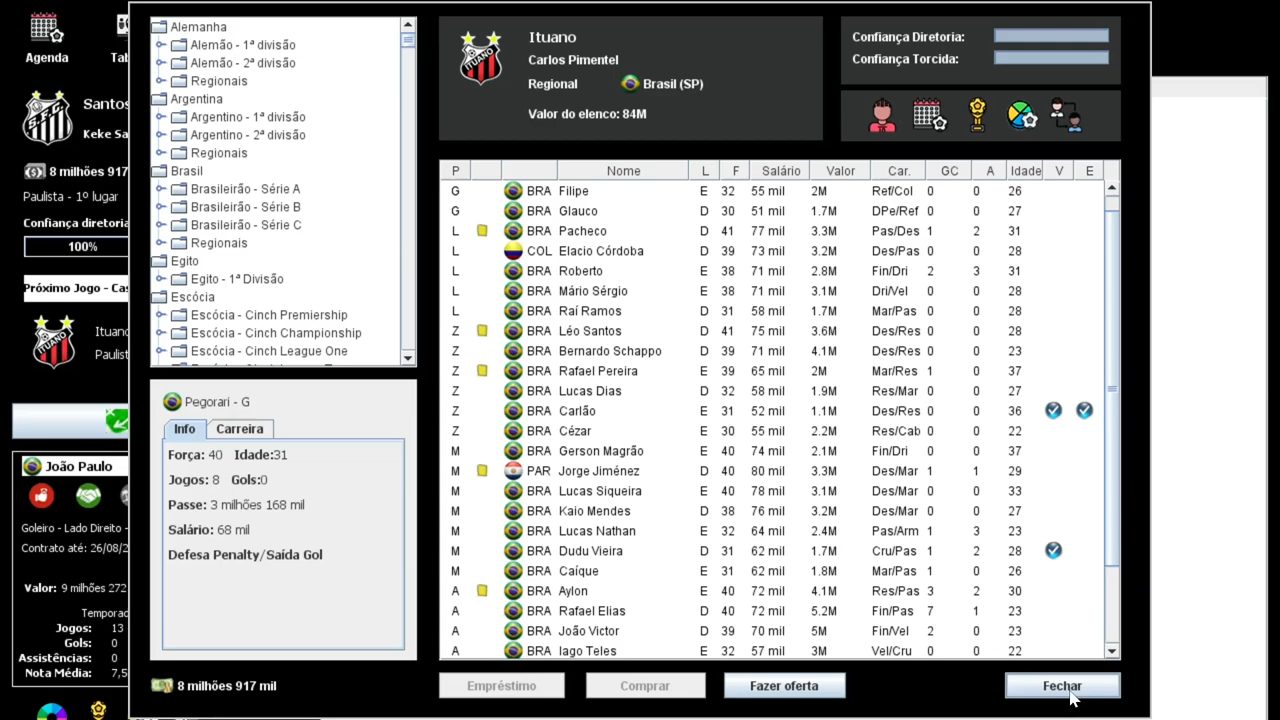 Agenda
Santos
Keke Sa
8 milhões 917
Paulista - 1º lugar
Confiança diretoria
100%
Próximo Jogo - Cas
Ituano
Paulist
João Paulo
Goleiro - Lado Direito -
Contrato até: 26/08/2
Valor: 9 milhões 272
Temporad
Jogos: 13
Gols: 0
Assistências: 0
Nota Média: 7,5
Alemanha
Alemão - 1ª divisão
Alemão - 2ª divisão
Regionais
Argentina
Argentino - 1ª divisão
Argentino - 2ª divisão
Regionais
Brasil
Brasileirão - Série A
Brasileirão - Série B
Brasileirão - Série C
Regionais
Egito
Egito - 1ª Divisão
Escócia
Escócia - Cinch Premiership
Escócia - Cinch Championship
Escócia - Cinch League One
Pegorari - G
Info Carreira
Força: 40 Idade:31
Jogos: 8 Gols:0
Passe: 3 milhões 168 mil
Salário: 68 mil
Defesa Penalty/Saída Gol
8 milhões 917 mil
ITUANO
Ituano
Carlos Pimentel
Regional Brasil (SP)
Valor do elenco: 84M
Confiança Diretoria:
Confiança Torcida:
P Nome L F Salário Valor Car. GC A Idade V E
G BRA Filipe E 32 55 mil 2M Ref/Col 0 0 26
G BRA Glauco D 30 51 mil 1.7M DPe/Ref 0 0 27
L BRA Pacheco D 41 77 mil 3.3M Pas/Des 1 2 31
L COL Elacio Córdoba D 39 73 mil 3.2M Des/Pas 0 0 28
L BRA Roberto E 38 71 mil 2.8M Fin/Dri 2 3 31
L BRA Mário Sérgio E 38 71 mil 3.1M Dri/Vel 0 0 28
L BRA Raí Ramos D 31 58 mil 1.7M Mar/Pas 0 0 28
Z BRA Léo Santos D 41 75 mil 3.6M Des/Res 0 0 28
Z BRA Bernardo Schappo D 39 71 mil 4.1M Des/Res 0 0 23
Z BRA Rafael Pereira E 39 65 mil 2M Mar/Res 1 0 37
Z BRA Lucas Dias D 32 58 mil 1.9M Res/Mar 0 0 27
Z BRA Carlão E 31 52 mil 1.1M Des/Res 0 0 36
Z BRA Cézar E 30 55 mil 2.2M Res/Cab 0 0 22
M BRA Gerson Magrão E 40 74 mil 2.1M Fin/Dri 0 0 37
M PAR Jorge Jiménez D 40 80 mil 3.3M Des/Mar 1 1 29
M BRA Lucas Siqueira E 40 78 mil 3.1M Des/Mar 0 0 33
M BRA Kaio Mendes D 38 76 mil 3.2M Des/Mar 0 0 27
M BRA Lucas Nathan E 32 64 mil 2.4M Pas/Arm 1 3 23
M BRA Dudu Vieira D 31 62 mil 1.7M Cru/Pas 1 2 28
M BRA Caíque E 31 62 mil 1.8M Mar/Pas 1 0 26
A BRA Aylon E 40 72 mil 4.1M Res/Pas 3 2 30
A BRA Rafael Elias D 40 72 mil 5.2M Fin/Pas 7 1 23
A BRA João Victor D 39 70 mil 5M Fin/Vel 2 0 23
A BRA Iago Teles E 32 57 mil 3M Vel/Cru 0 0 22
Empréstimo Comprar Fazer oferta Fechar